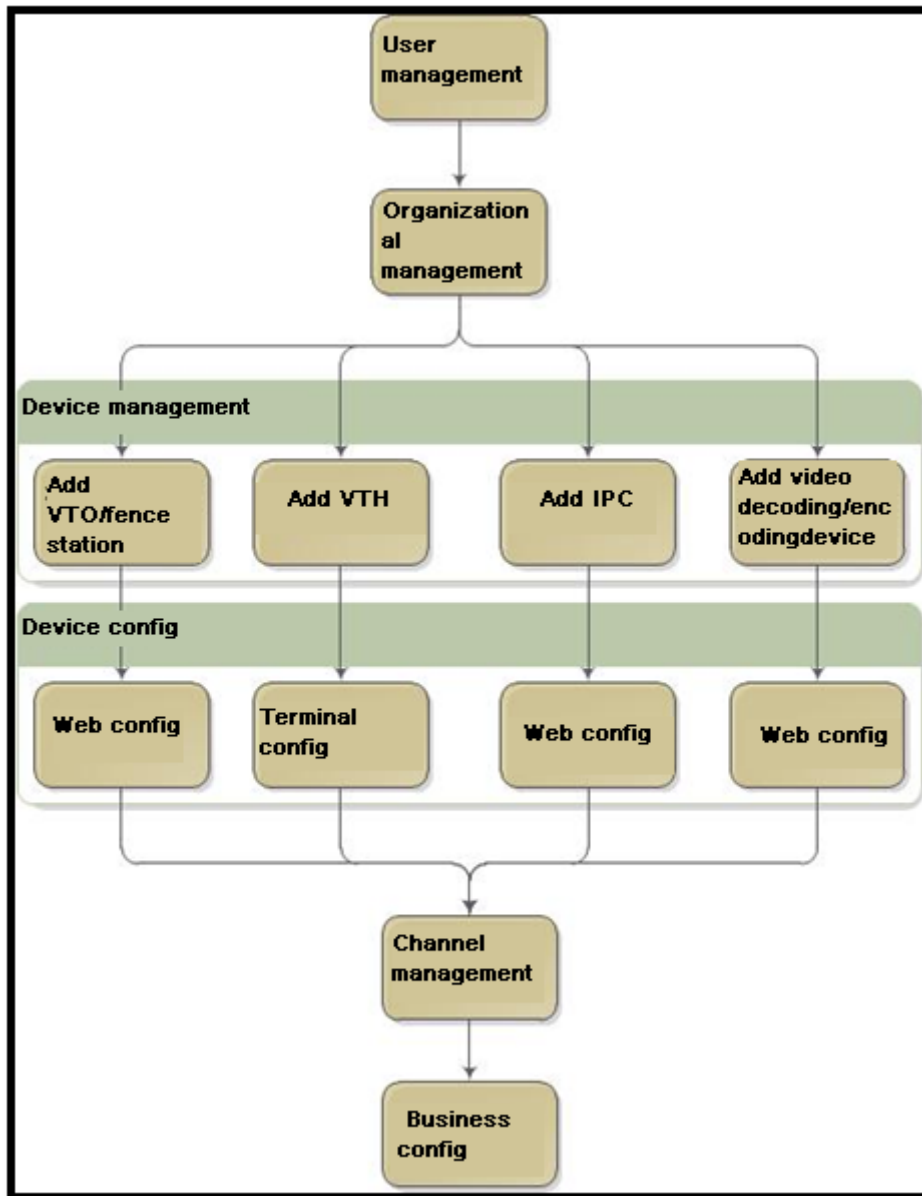 User
management
Organization
al
management
Device management
Add
VTO/fence
station
Add VTH
Add IPC
Add video
decoding/enc
odingdevice
Device config
Web config
Terminal
config
Web config
Web config
Channel
management
Business
config